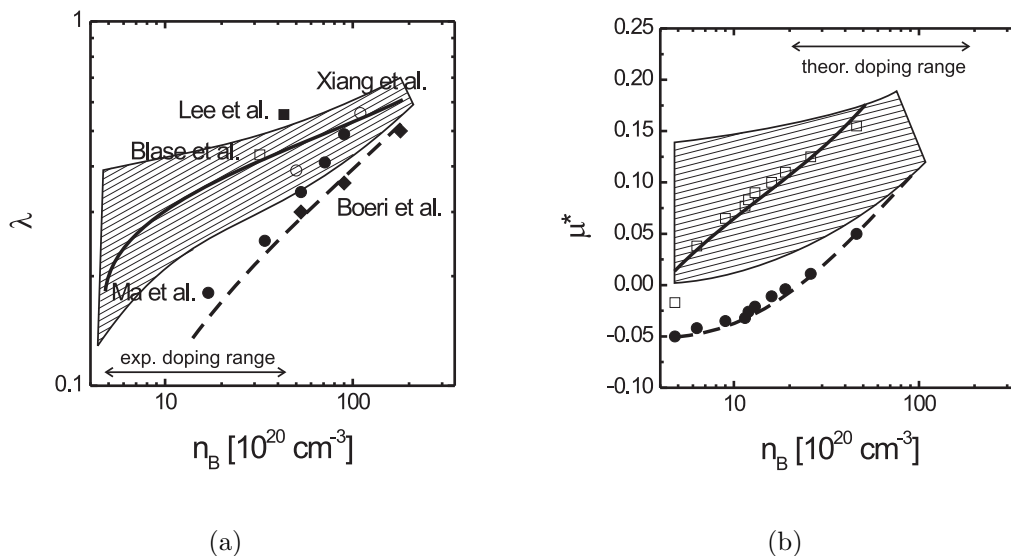 1
0.1
λ
10
100
n_B [10^20 cm^-3]
Xiang et al.
Lee et al.
Blase et al.
Boeri et al.
Ma et al.
exp. doping range
(a)
0.25
0.20
0.15
0.10
0.05
0.00
-0.05
-0.10
μ*
theor. doping range
10
100
n_B [10^20 cm^-3]
(b)